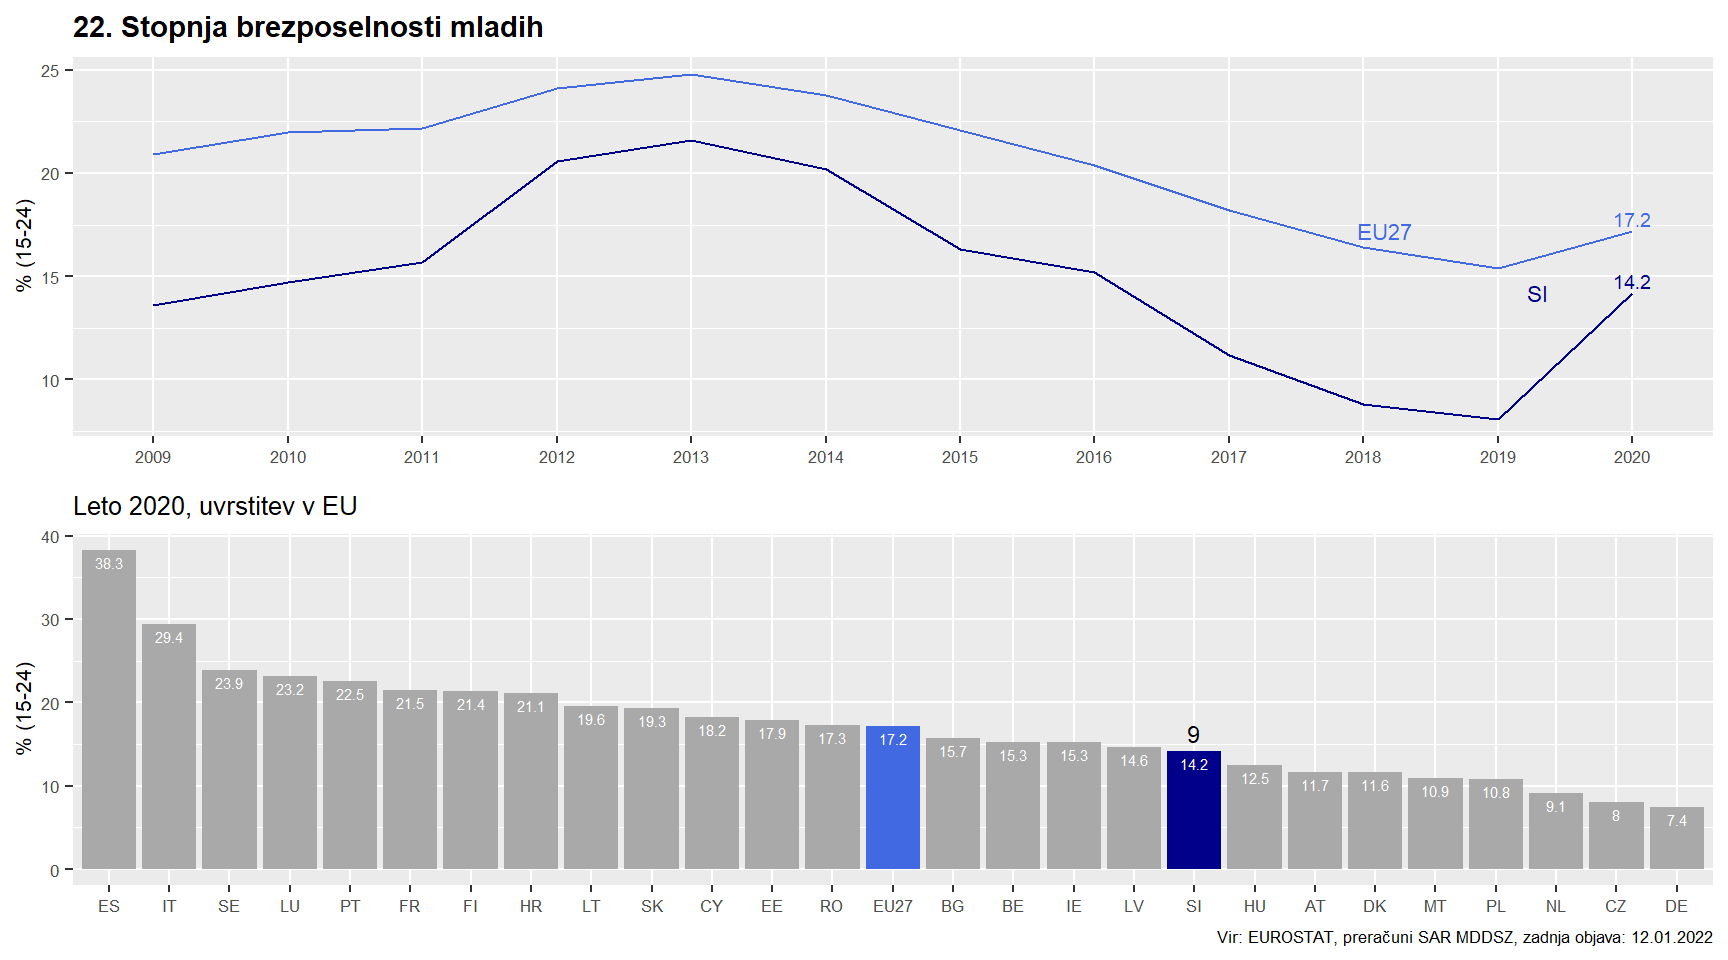 22. Stopnja brezposelnosti mladih
% (15-24)
25
20
15
10
EU27
17.2
SI
14.2
2009 2010 2011 2012 2013 2014 2015 2016 2017 2018 2019 2020
Leto 2020, uvrstitev v EU
% (15-24)
40
30
20
10
0
9
38.3 29.4 23.9 23.2 22.5 21.5 21.4 21.1 19.6 19.3 18.2 17.9 17.3 17.2 15.7 15.3 15.3 14.6 14.2 12.5 11.7 11.6 10.9 10.8 9.1 8 7.4
ES IT SE LU PT FR FI HR LT SK CY EE RO EU27 BG BE IE LV SI HU AT DK MT PL NL CZ DE
Vir: EUROSTAT, preračuni SAR MDDSZ, zadnja objava: 12.01.2022